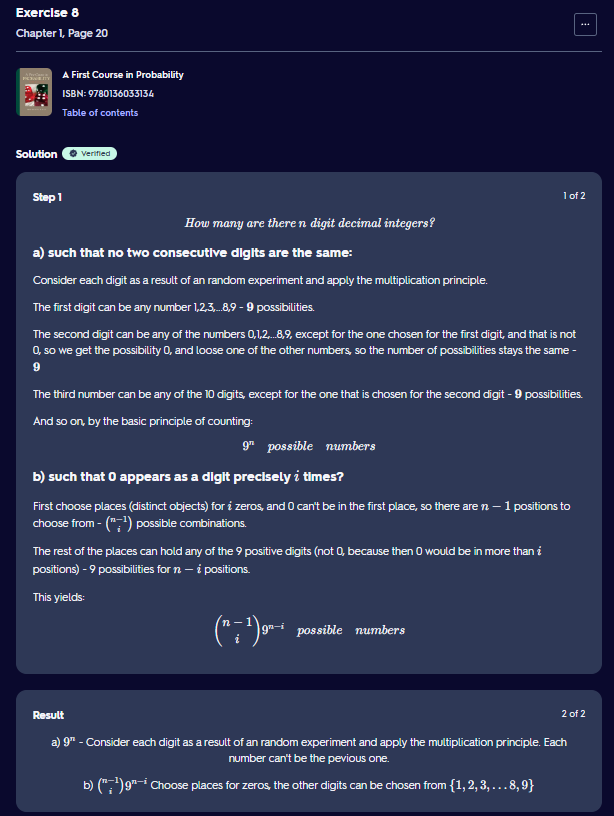 Exercise 8
Chapter 1, Page 20
...
A First Course in Probability
ISBN: 9780136033134
Table of contents
Solution Verified
Step 1 1 of 2
How many are there n digit decimal integers?
a) such that no two consecutive digits are the same:
Consider each digit as a result of an random experiment and apply the multiplication principle.
The first digit can be any number 1,2,3,...8,9 - 9 possibilities.
The second digit can be any of the numbers 0,1,2,..8,9, except for the one chosen for the first digit, and that is not
0, so we get the possibility 0, and loose one of the other numbers, so the number of possibilities stays the same -
9
The third number can be any of the 10 digits, except for the one that is chosen for the second digit - 9 possibilities.
And so on, by the basic principle of counting:
9ⁿ possible numbers
b) such that 0 appears as a digit precisely i times?
First choose places (distinct objects) for i zeros, and 0 can't be in the first place, so there are n − 1 positions to
choose from - (n−1 i) possible combinations.
The rest of the places can hold any of the 9 positive digits (not 0, because then 0 would be in more than i
positions) - 9 possibilities for n − i positions.
This yields:
(n − 1 i) 9ⁿ⁻ⁱ possible numbers
Result 2 of 2
a) 9ⁿ - Consider each digit as a result of an random experiment and apply the multiplication principle. Each
number can't be the pevious one.
b) (n−1 i) 9ⁿ⁻ⁱ Choose places for zeros, the other digits can be chosen from {1, 2, 3, . . . 8, 9}